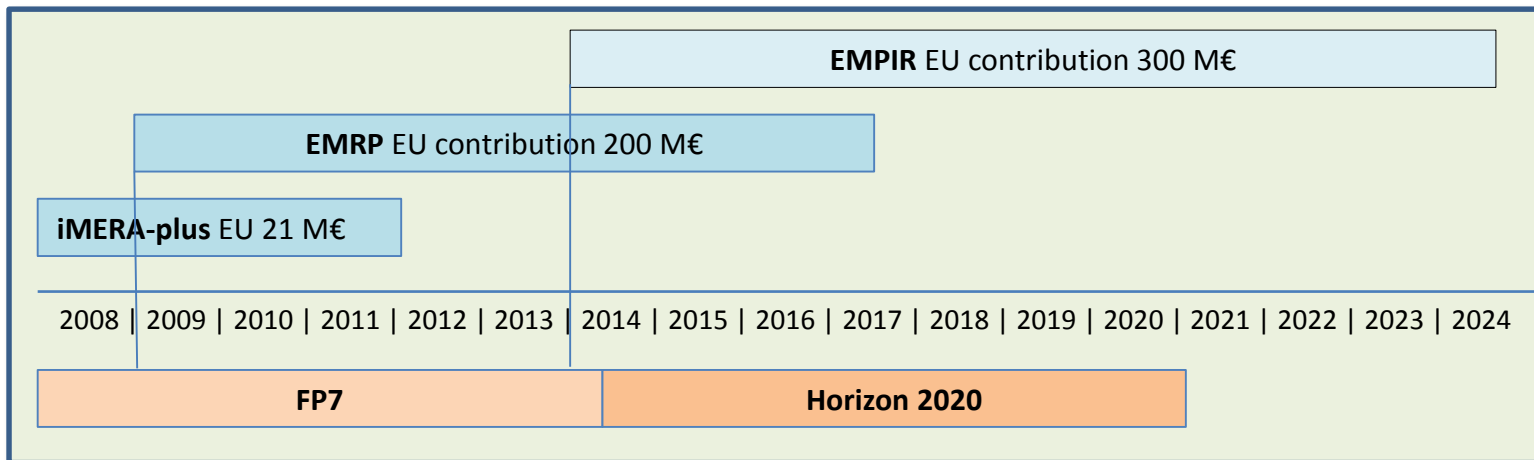 EMPIR EU contribution 300 M€
EMRP EU contribution 200 M€
iMERA-plus EU 21 M€
2008 | 2009 | 2010 | 2011 | 2012 | 2013 | 2014 | 2015 | 2016 | 2017 | 2018 | 2019 | 2020 | 2021 | 2022 | 2023 | 2024
FP7 Horizon 2020